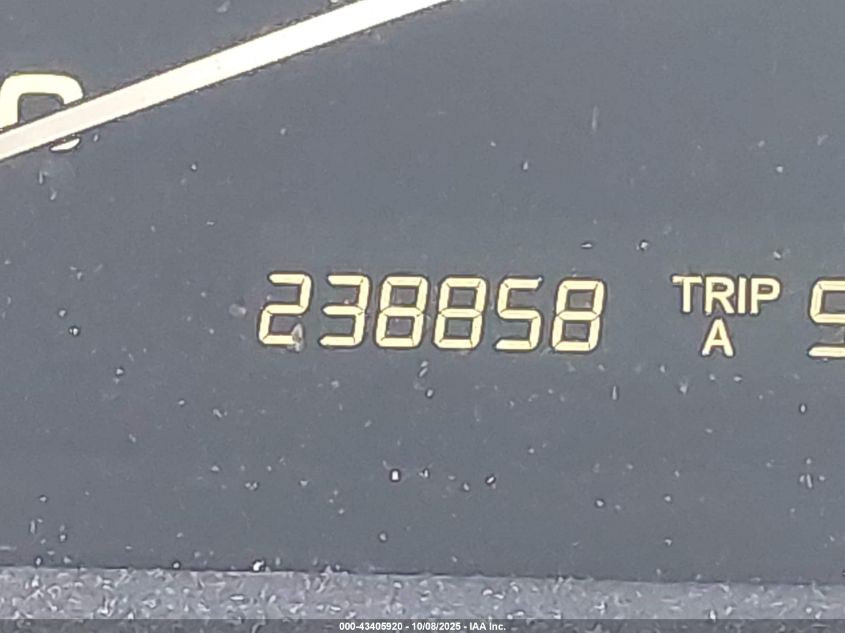 238858 TRIP
A
000-43405920 - 10/08/2025 - IAA Inc.